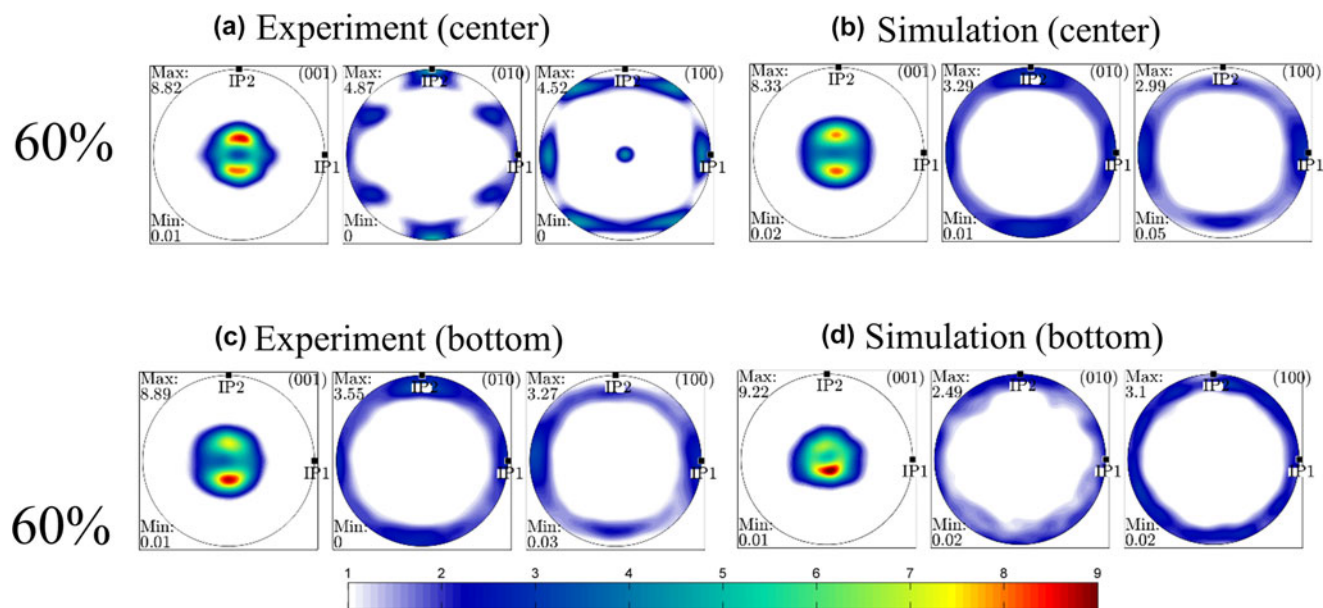 (a) Experiment (center)
(b) Simulation (center)
60%
Max:
8.82
IP2
(001)
IP1
Min:
0.01
Max:
4.87
IP2
(010)
IP1
Min:
0
Max:
4.52
IP2
(100)
IP1
Min:
0
Max:
8.33
IP2
(001)
IP1
Min:
0.02
Max:
3.29
IP2
(010)
IP1
Min:
0.01
Max:
2.99
IP2
(100)
IP1
Min:
0.05
(c) Experiment (bottom)
(d) Simulation (bottom)
60%
Max:
8.89
IP2
(001)
IP1
Min:
0.01
Max:
3.55
IP2
(010)
IP1
Min:
0
Max:
3.27
IP2
(100)
IP1
Min:
0.03
Max:
9.22
IP2
(001)
IP1
Min:
0.01
Max:
2.49
IP2
(010)
IP1
Min:
0.02
Max:
3.1
IP2
(100)
IP1
Min:
0.02
1 2 3 4 5 6 7 8 9